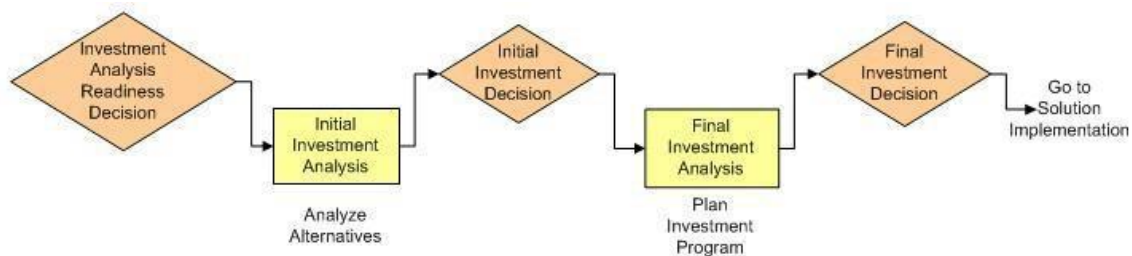 Investment
Analysis
Readiness
Decision
Initial
Investment
Analysis
Analyze
Alternatives
Initial
Investment
Decision
Final
Investment
Analysis
Plan
Investment
Program
Final
Investment
Decision
Go to
Solution
Implementation